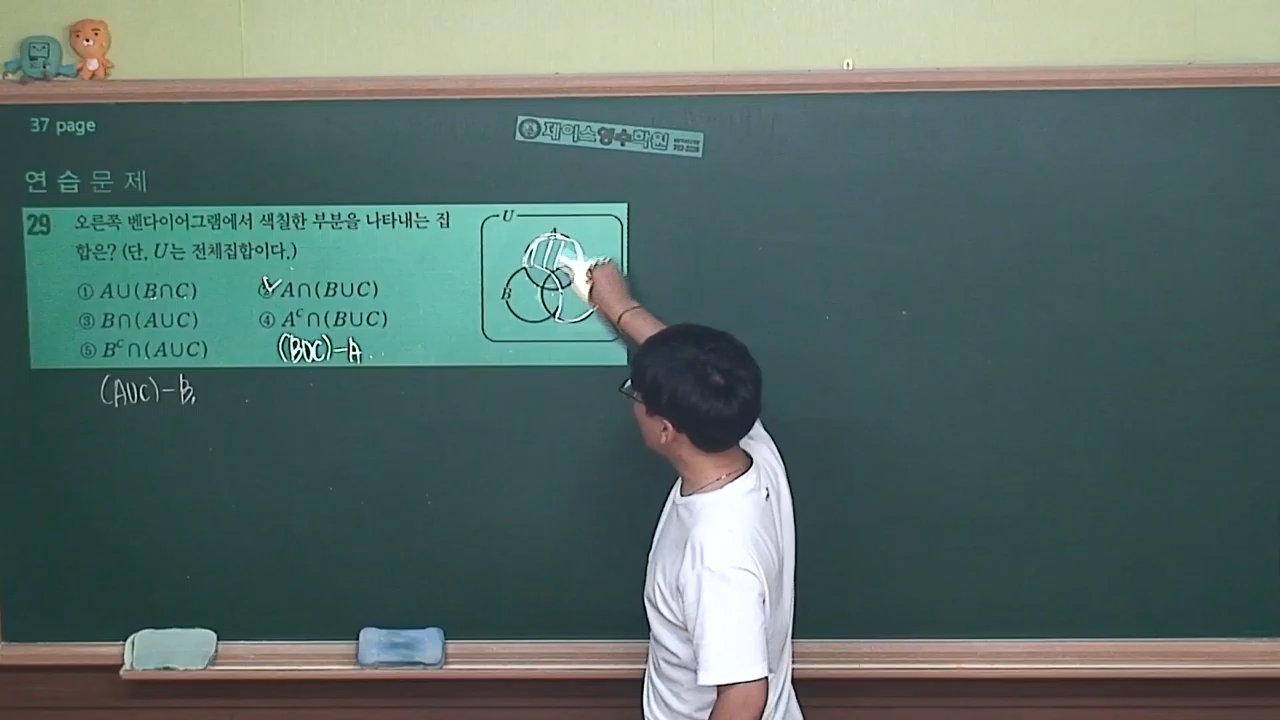 37 page
제이스영수학원
연습문제
29 오른쪽 벤다이어그램에서 색칠한 부분을 나타내는 집
합은? (단, U는 전체집합이다.)
① A∪(B∩C) ② A∩(B∪C)
③ B∩(A∪C) ④ Aᶜ∩(B∪C)
⑤ Bᶜ∩(A∪C) (B∪C)-A
(A∪C)-B
U
A
B